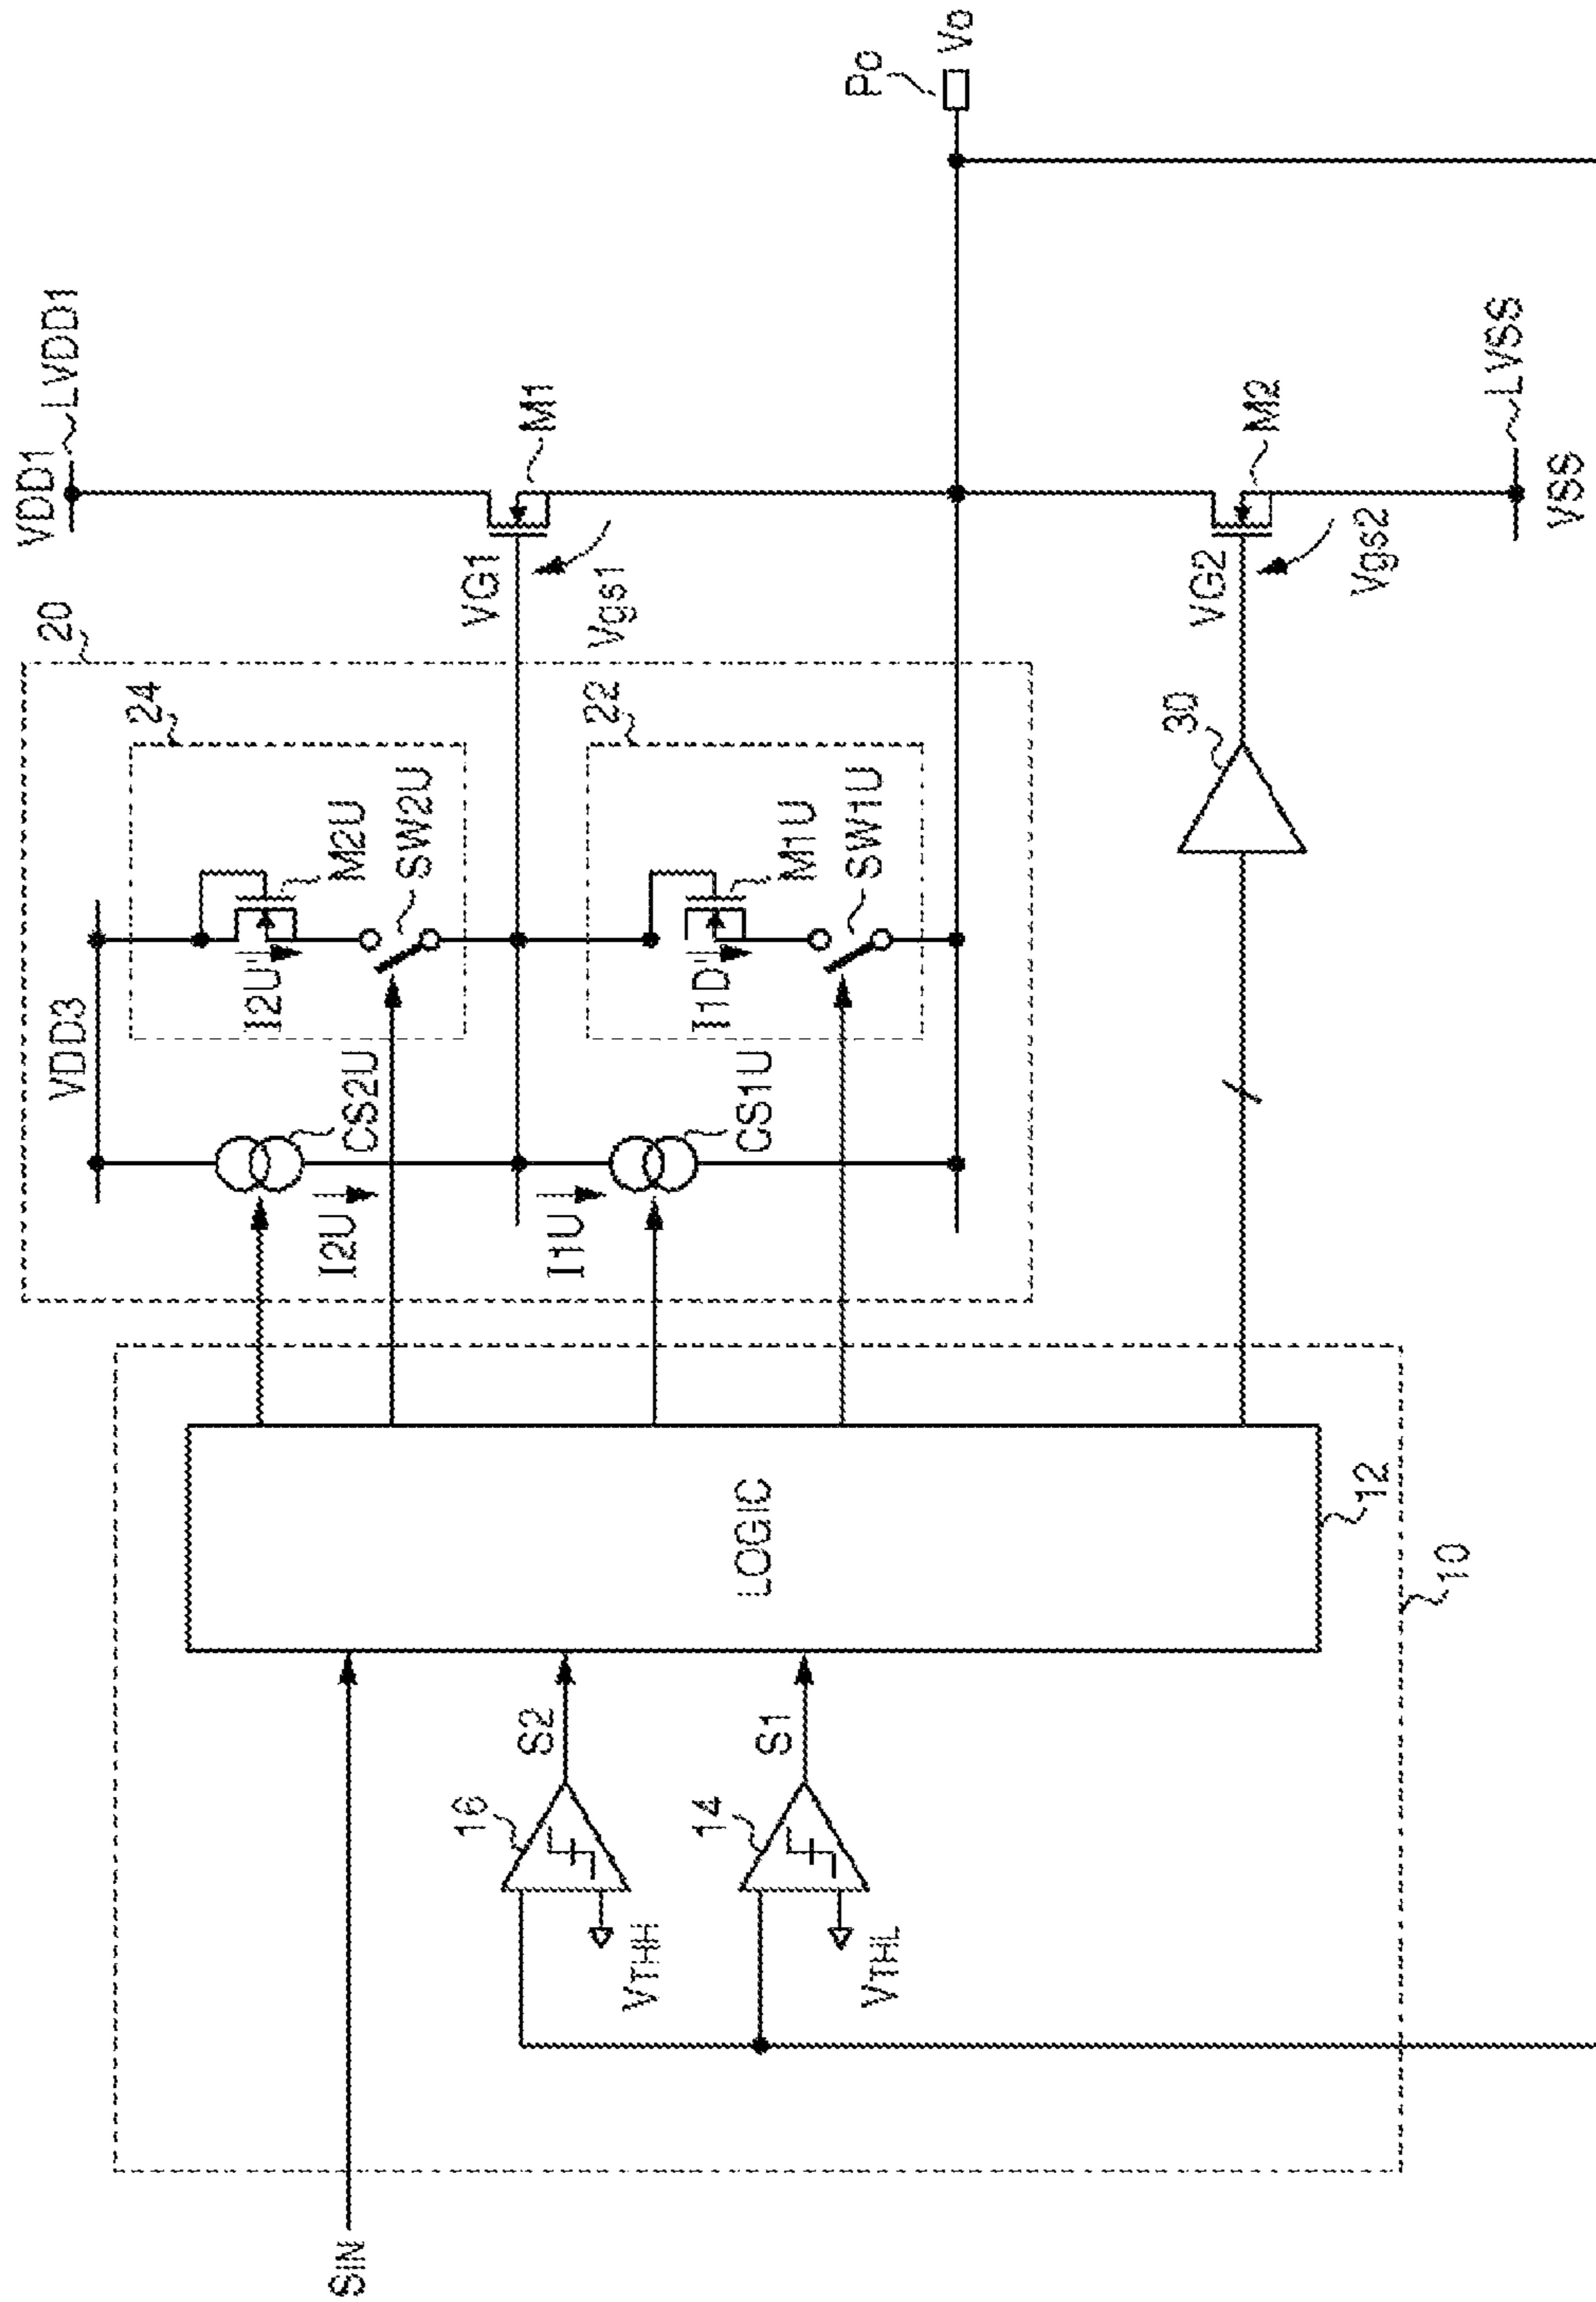 SIN
VTHH
VTHL
16
14
S2
S1
LOGIC
12
10
20
VDD3
CS2U
I2U
I1U
CS1U
24
I2U'
M2U
SW2U
22
I1D'
M1U
SW1U
30
VDD1
LVDD1
VG1
Vgs1
M1
VG2
Vgs2
M2
LVSS
VSS
Po
Vo